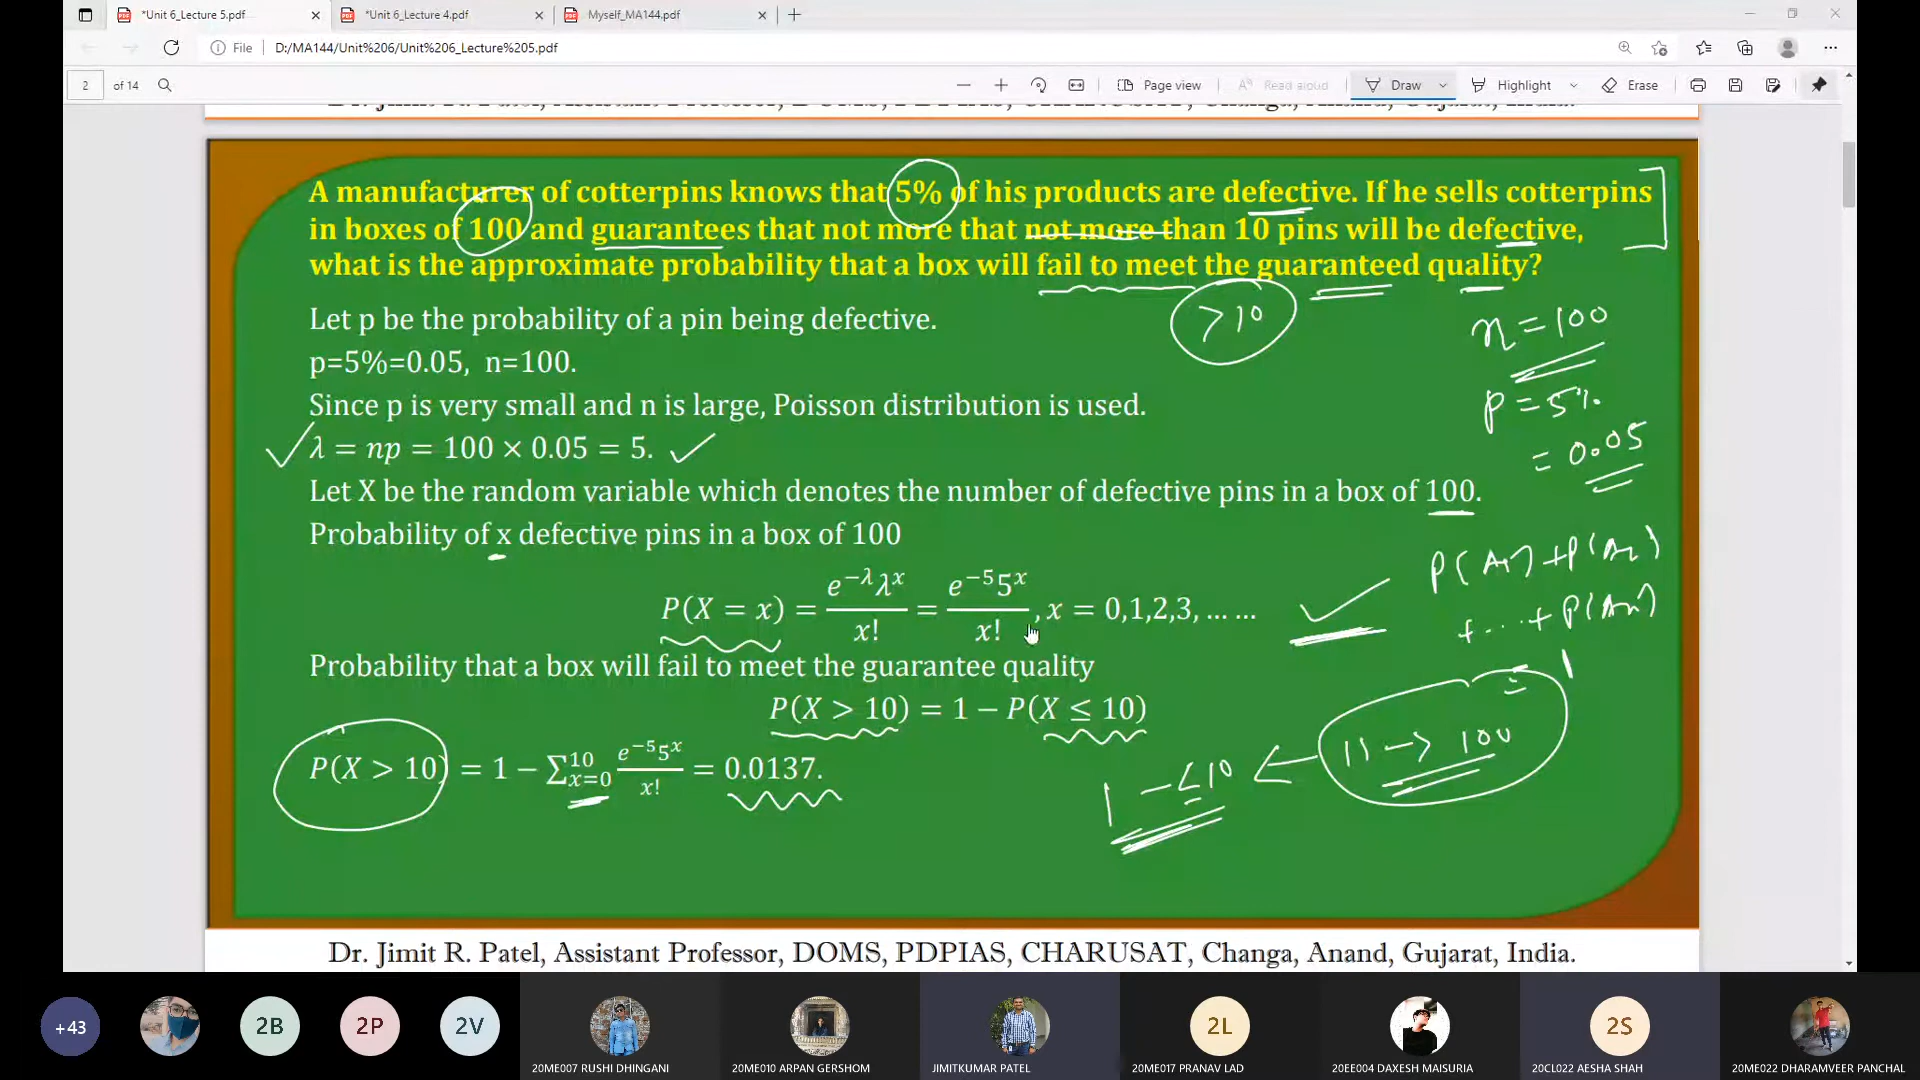 *Unit 6_Lecture 5.pdf
*Unit 6_Lecture 4.pdf
Myself_MA144.pdf
File
D:/MA144/Unit%206/Unit%206_Lecture%205.pdf
2 of 14
Page view
Read aloud
Draw
Highlight
Erase
A manufacturer of cotterpins knows that 5% of his products are defective. If he sells cotterpins
in boxes of 100 and guarantees that not more that not more than 10 pins will be defective,
what is the approximate probability that a box will fail to meet the guaranteed quality?
> 10
n = 100
Let p be the probability of a pin being defective.
p=5%=0.05, n=100.
p = 5%
= 0.05
Since p is very small and n is large, Poisson distribution is used.
λ = np = 100 × 0.05 = 5.
Let X be the random variable which denotes the number of defective pins in a box of 100.
Probability of x defective pins in a box of 100
P(X = x) = e^−λ λ^x / x! = e^−5 5^x / x! , x = 0,1,2,3, … …
P(A1) + P(A2)
+ ... + P(An)
= 1
Probability that a box will fail to meet the guarantee quality
P(X > 10) = 1 − P(X ≤ 10)
P(X > 10) = 1 − ∑_{x=0}^{10} e^−5 5^x / x! = 0.0137.
1 − ≤ 10 ← 11 → 100
Dr. Jimit R. Patel, Assistant Professor, DOMS, PDPIAS, CHARUSAT, Changa, Anand, Gujarat, India.
+43
2B
2P
2V
2L
2S
20ME007 RUSHI DHINGANI
20ME010 ARPAN GERSHOM
JIMITKUMAR PATEL
20ME017 PRANAV LAD
20EE004 DAXESH MAISURIA
20CL022 AESHA SHAH
20ME022 DHARAMVEER PANCHAL